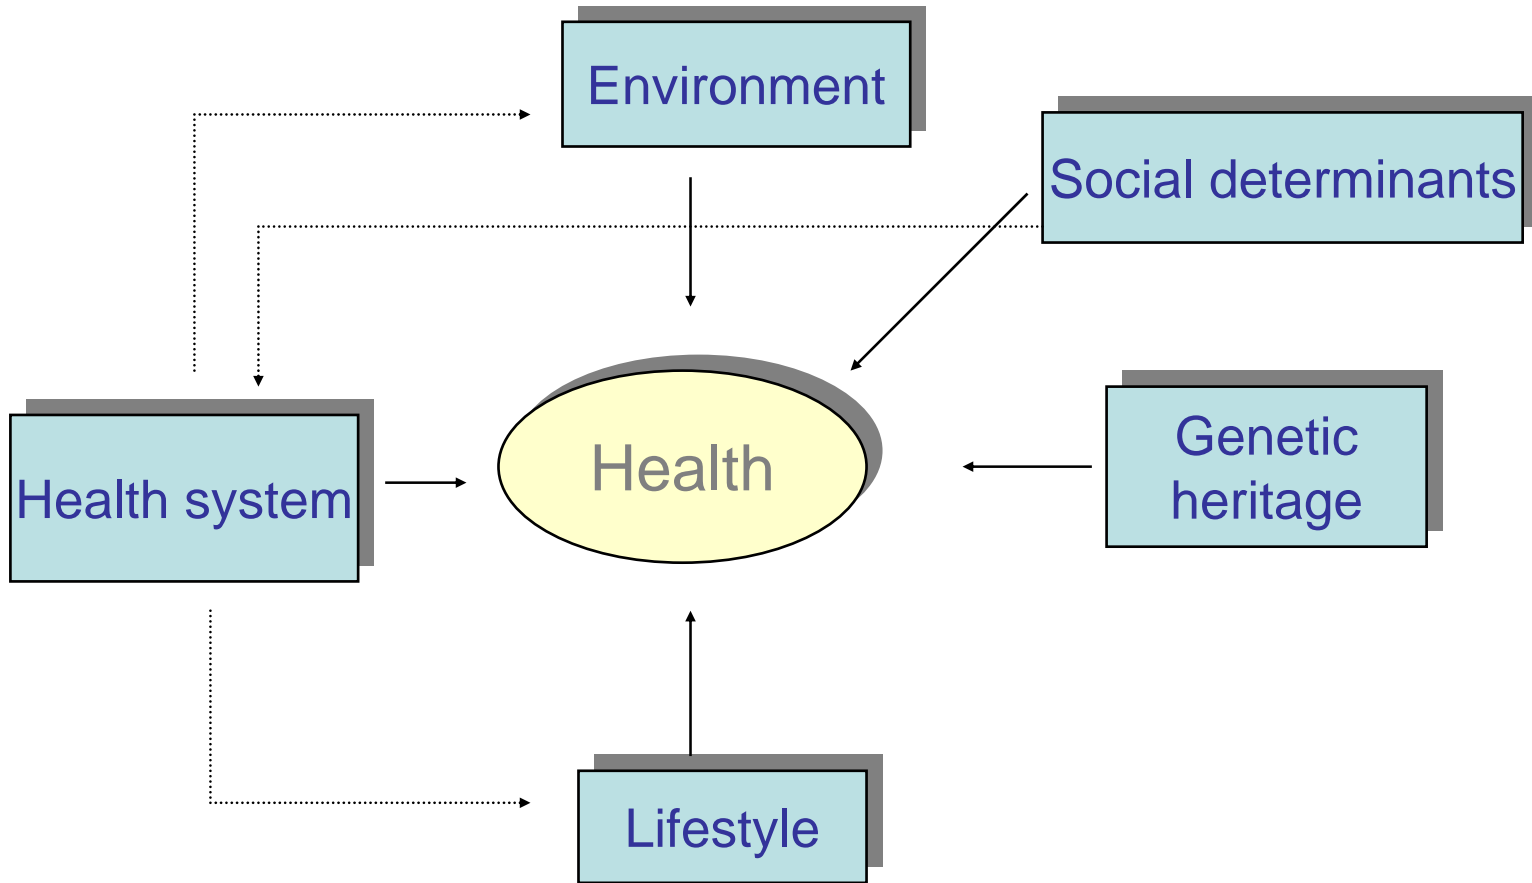 Environment
Social determinants
Health system
Health
Genetic
heritage
Lifestyle